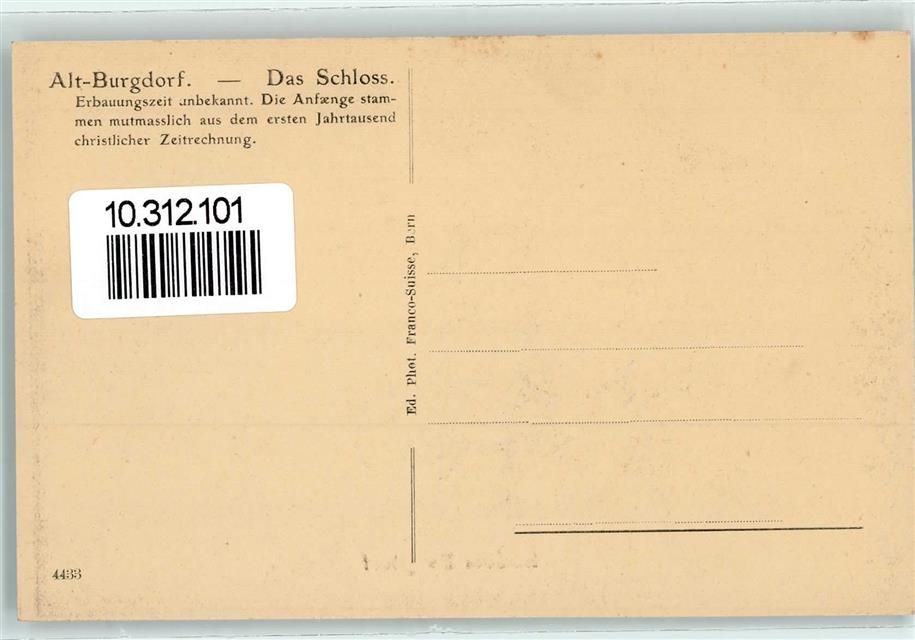 Alt-Burgdorf. — Das Schloss.
Erbauungszeit unbekannt. Die Anfænge stam-
men mutmasslich aus dem ersten Jahrtausend
christlicher Zeitrechnung.
10.312.101
Ed. Phot. Franco-Suisse, Bern
4433